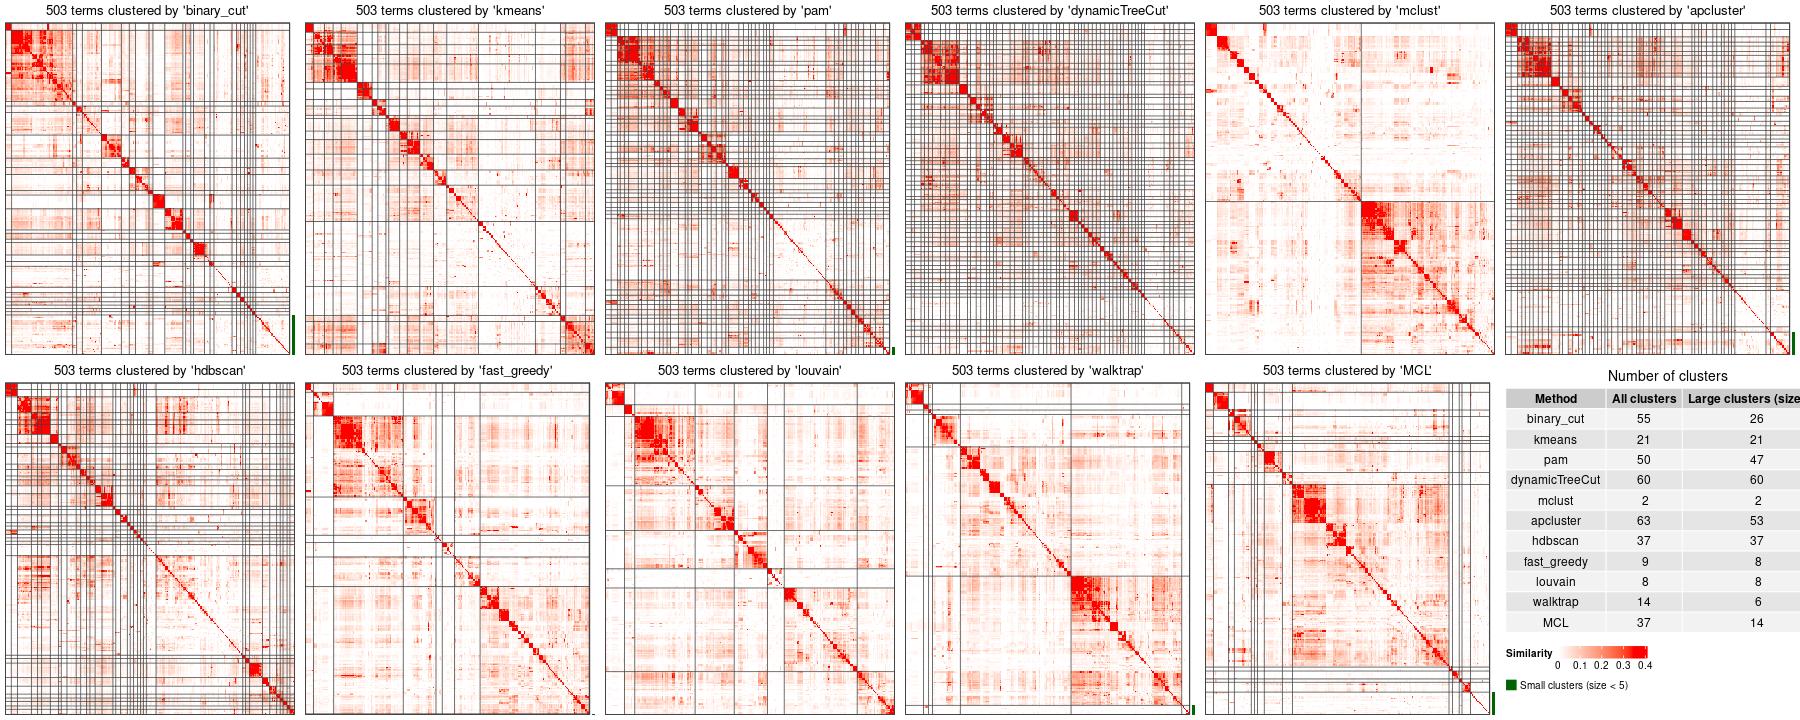 503 terms clustered by 'binary_cut'
503 terms clustered by 'kmeans'
503 terms clustered by 'pam'
503 terms clustered by 'dynamicTreeCut'
503 terms clustered by 'mclust'
503 terms clustered by 'apcluster'
503 terms clustered by 'hdbscan'
503 terms clustered by 'fast_greedy'
503 terms clustered by 'louvain'
503 terms clustered by 'walktrap'
503 terms clustered by 'MCL'
Number of clusters
Method All clusters Large clusters (size
binary_cut 55 26
kmeans 21 21
pam 50 47
dynamicTreeCut 60 60
mclust 2 2
apcluster 63 53
hdbscan 37 37
fast_greedy 9 8
louvain 8 8
walktrap 14 6
MCL 37 14
Similarity
0 0.1 0.2 0.3 0.4
Small clusters (size < 5)